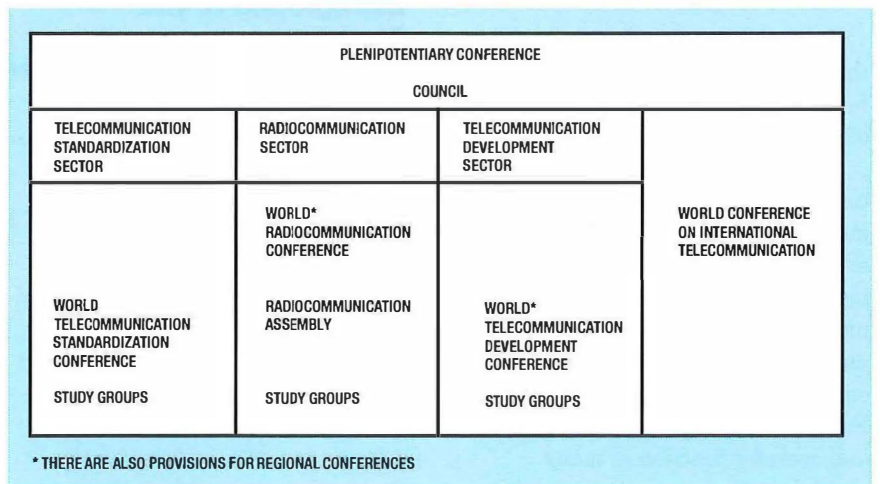 PLENIPOTENTIARY CONFERENCE
COUNCIL
TELECOMMUNICATION
STANDARDIZATION
SECTOR
RADIOCOMMUNICATION
SECTOR
TELECOMMUNICATION
DEVELOPMENT
SECTOR
WORLD
TELECOMMUNICATION
STANDARDIZATION
CONFERENCE
STUDY GROUPS
WORLD*
RADIOCOMMUNICATION
CONFERENCE
RADIOCOMMUNICATION
ASSEMBLY
STUDY GROUPS
WORLD*
TELECOMMUNICATION
DEVELOPMENT
CONFERENCE
STUDY GROUPS
WORLD CONFERENCE
ON INTERNATIONAL
TELECOMMUNICATION
* THERE ARE ALSO PROVISIONS FOR REGIONAL CONFERENCES